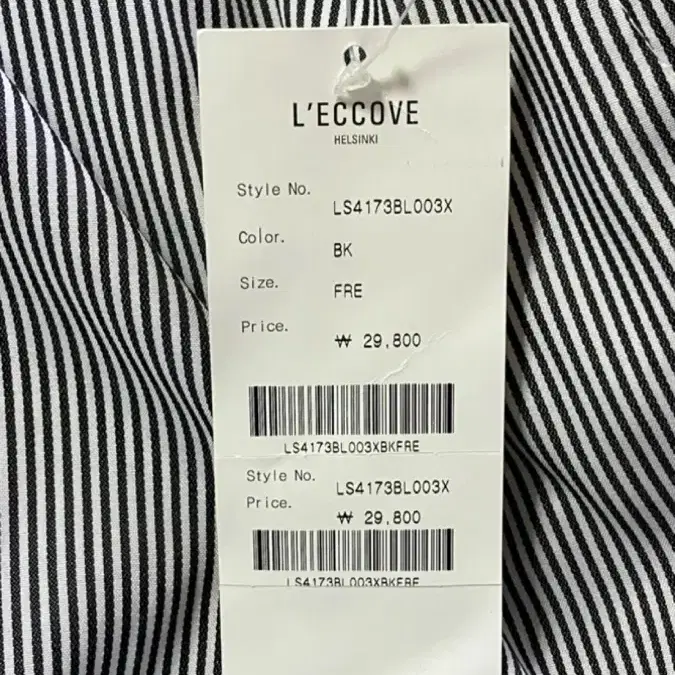 L'ECCOVE
HELSINKI
Style No. LS4173BL003X
Color. BK
Size. FRE
Price. ₩ 29,800
LS4173BL003XBKFRE
Style No. LS4173BL003X
Price. ₩ 29,800
LS4173BL003XBKFRE